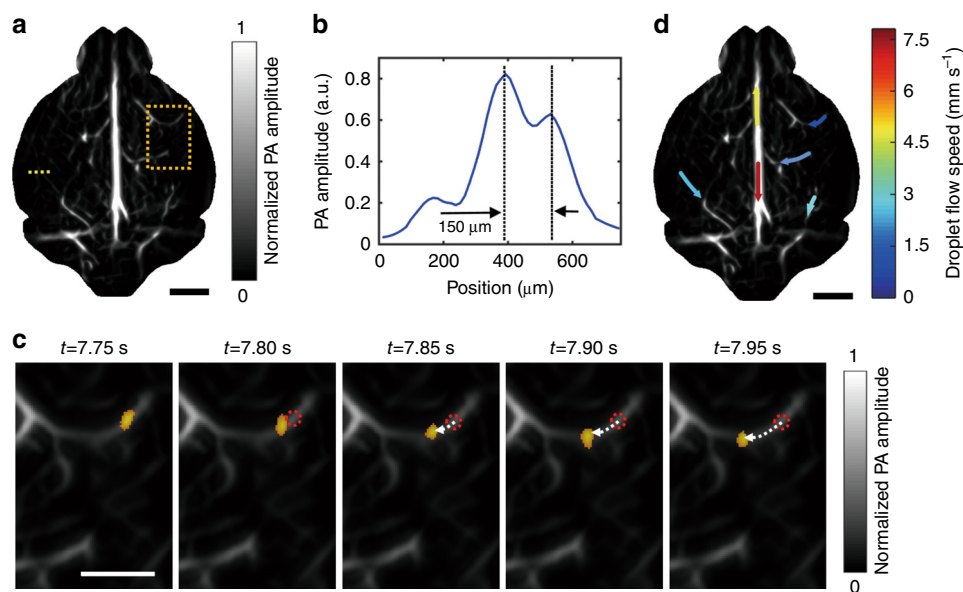 a
1
Normalized PA amplitude
0
b
PA amplitude (a.u.)
0.8
0.6
0.4
0.2
0
150 μm
0
200
400
600
Position (μm)
d
7.5
6
4.5
3
1.5
0
Droplet flow speed (mm s⁻¹)
c
t=7.75 s
t=7.80 s
t=7.85 s
t=7.90 s
t=7.95 s
1
Normalized PA amplitude
0